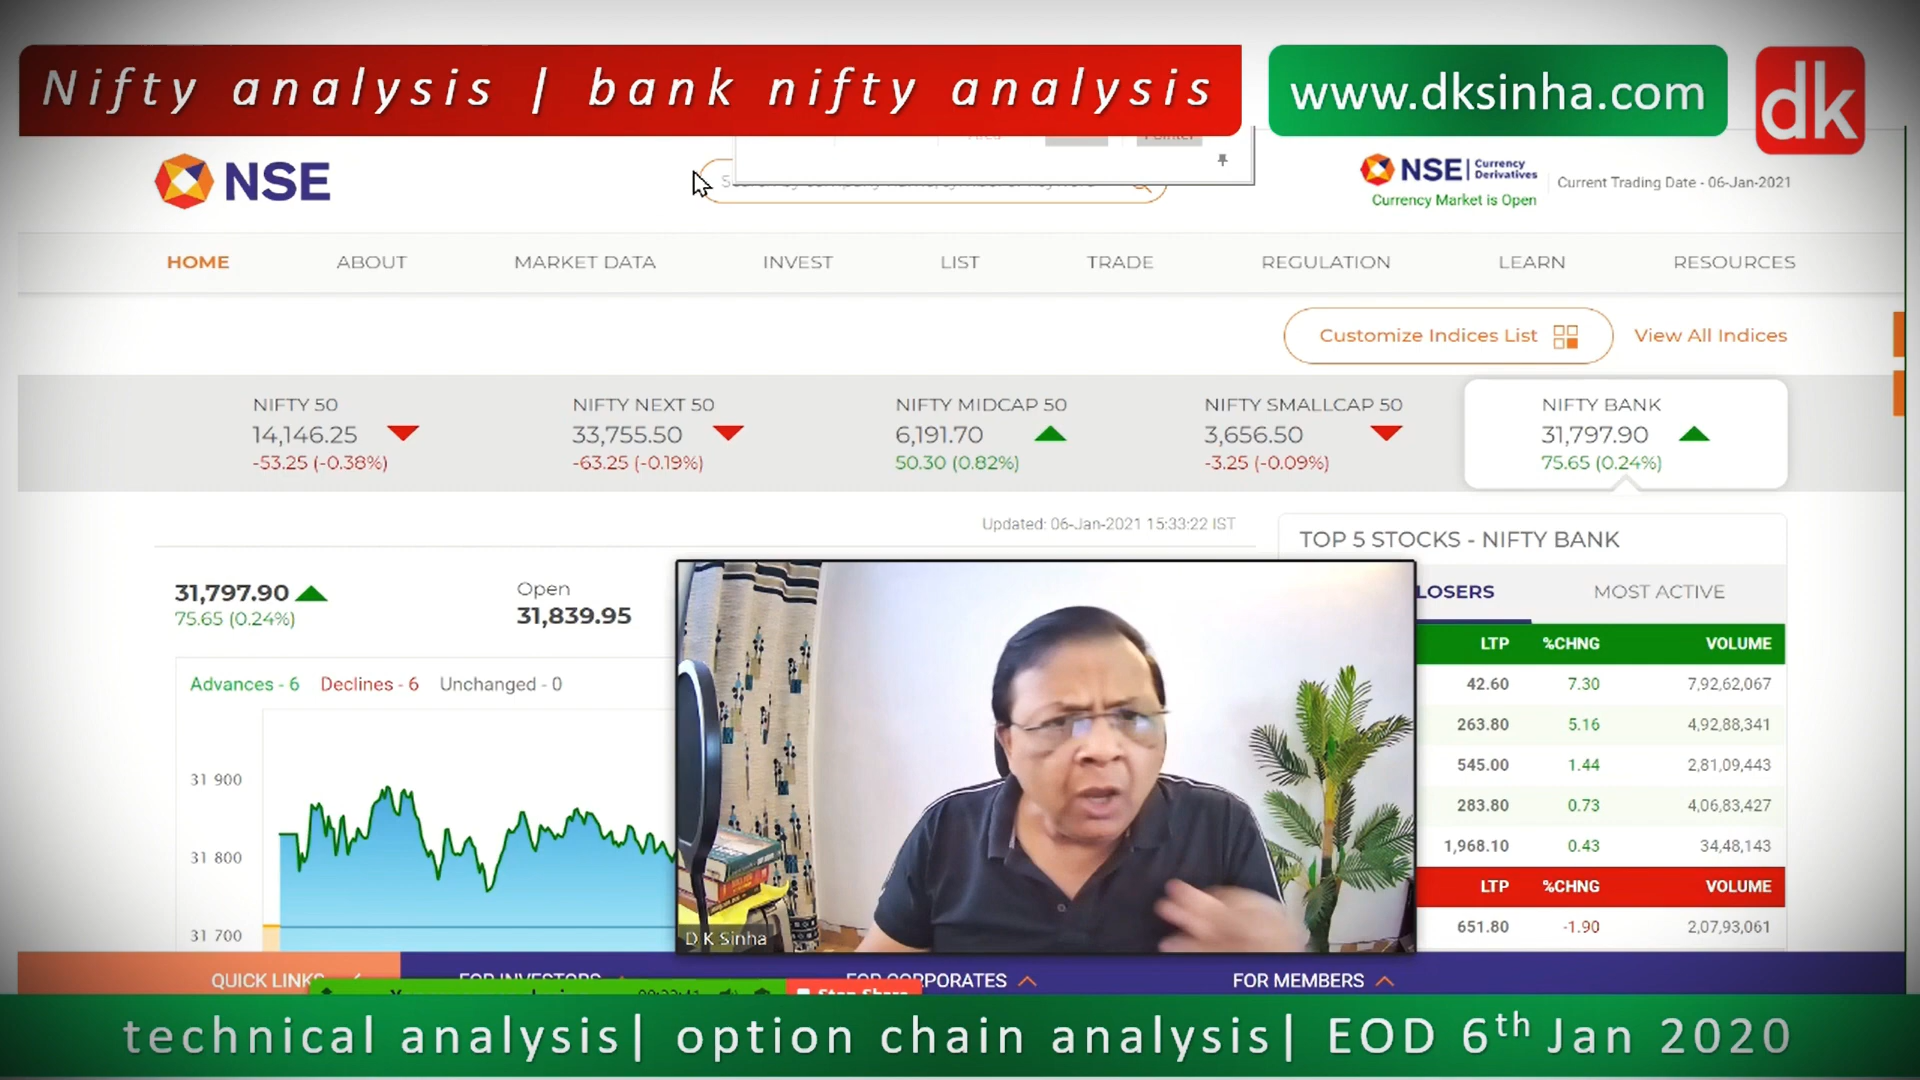 Nifty analysis | bank nifty analysis
www.dksinha.com
dk
NSE
NSE | Currency Derivatives
Currency Market is Open
Current Trading Date - 06-Jan-2021
HOME ABOUT MARKET DATA INVEST LIST TRADE REGULATION LEARN RESOURCES
Customize Indices List
View All Indices
NIFTY 50 NIFTY NEXT 50 NIFTY MIDCAP 50 NIFTY SMALLCAP 50 NIFTY BANK
14,146.25 33,755.50 6,191.70 3,656.50 31,797.90
-53.25 (-0.38%) -63.25 (-0.19%) 50.30 (0.82%) -3.25 (-0.09%) 75.65 (0.24%)
Updated: 06-Jan-2021 15:33:22 IST
TOP 5 STOCKS - NIFTY BANK
31,797.90
75.65 (0.24%)
Open
31,839.95
LOSERS MOST ACTIVE
Advances - 6 Declines - 6 Unchanged - 0
LTP %CHNG VOLUME
42.60 7.30 7,92,62,067
263.80 5.16 4,92,88,341
545.00 1.44 2,81,09,443
283.80 0.73 4,06,83,427
1,968.10 0.43 34,48,143
LTP %CHNG VOLUME
651.80 -1.90 2,07,93,061
31 900
31 800
31 700
D K Sinha
QUICK LINKS FOR INVESTORS FOR CORPORATES FOR MEMBERS
Stop Share
technical analysis| option chain analysis| EOD 6th Jan 2020